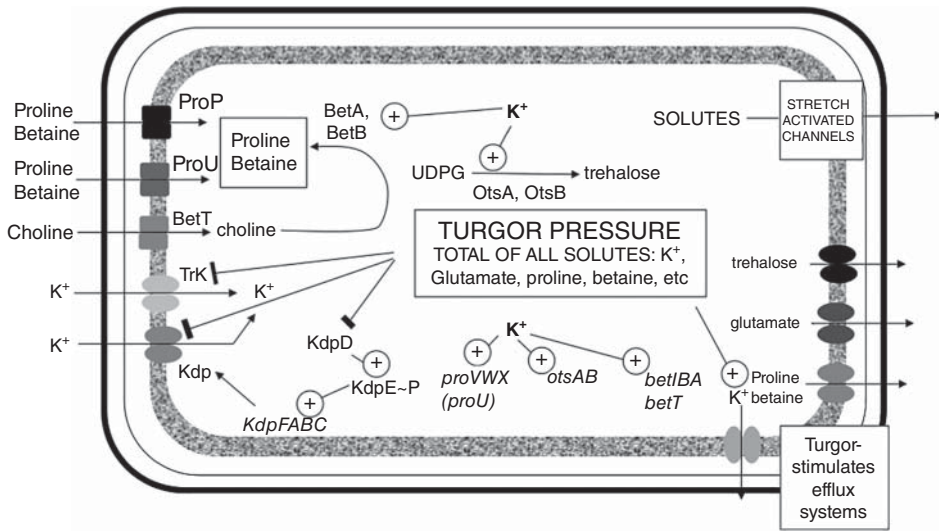 Proline
Betaine
ProP
Proline
Betaine
ProU
Proline
Betaine
BetA,
BetB
+
K+
+
UDPG
trehalose
OtsA, OtsB
SOLUTES
STRETCH
ACTIVATED
CHANNELS
Choline
BetT
choline
TURGOR PRESSURE
TOTAL OF ALL SOLUTES: K+,
Glutamate, proline, betaine, etc
TrK
K+
K+
K+
Kdp
KdpD
+
KdpE~P
+
KdpFABC
K+
+
proVWX
(proU)
+
otsAB
+
betIBA
betT
trehalose
glutamate
+
Proline
K+ betaine
Turgor-
stimulates
efflux
systems